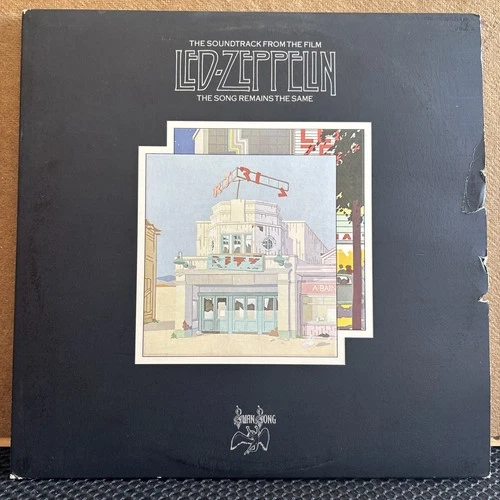 THE SOUNDTRACK FROM THE FILM
LED-ZEPPELIN
THE SONG REMAINS THE SAME
RITZ
SWAN SONG